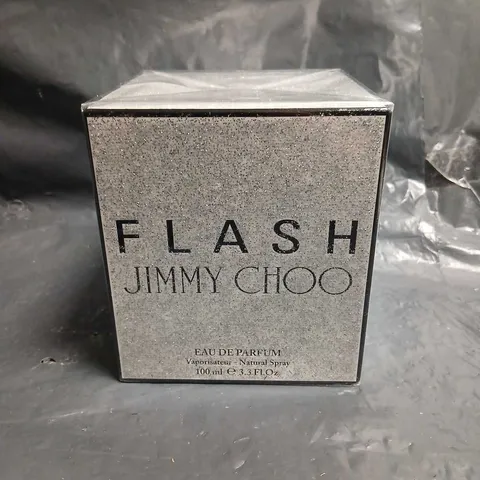 FLASH
JIMMY CHOO
EAU DE PARFUM
Vaporisateur - Natural Spray
100 ml ℮ 3.3 FL Oz